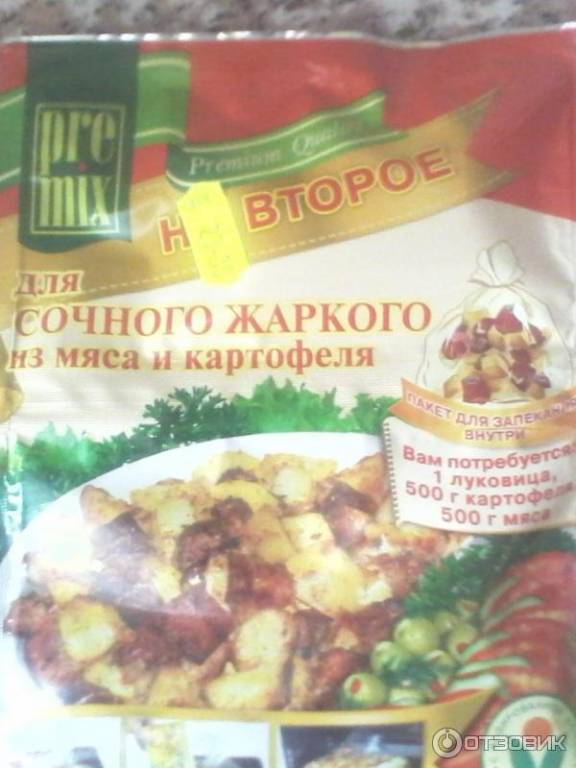 pre
mix
Premium Quality
НА ВТОРОЕ
для
СОЧНОГО ЖАРКОГО
из мяса и картофеля
ПАКЕТ ДЛЯ ЗАПЕКАНИЯ
ВНУТРИ
Вам потребуется:
1 луковица,
500 г картофеля
500 г мяса
ОТЗОВИК